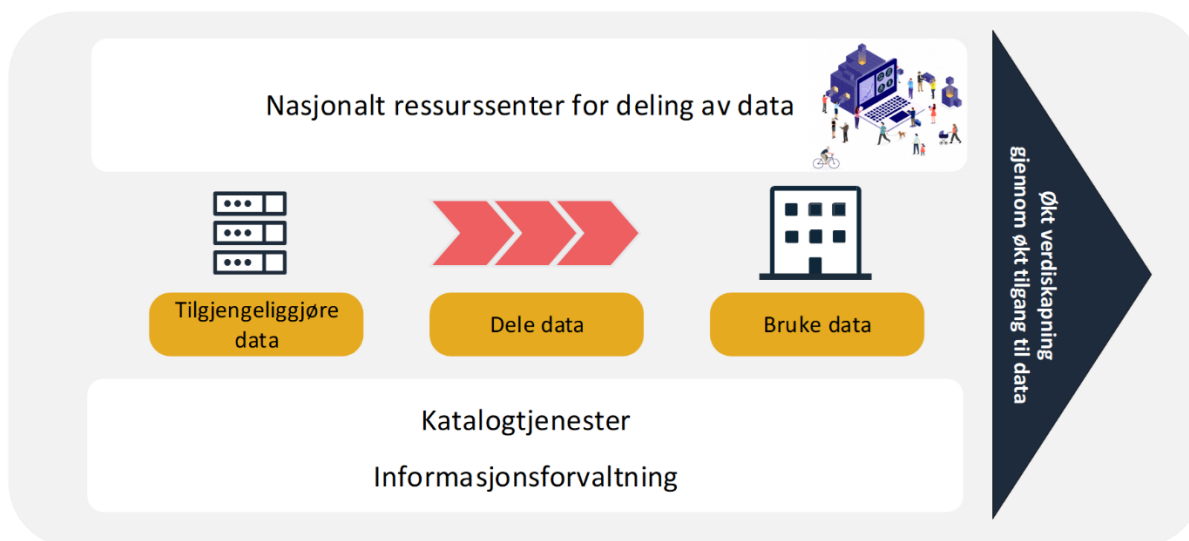 Nasjonalt ressurssenter for deling av data
Tilgjengeliggjøre
data
Dele data
Bruke data
Katalogtjenester
Informasjonsforvaltning
Økt verdiskapning
gjennom økt tilgang til data